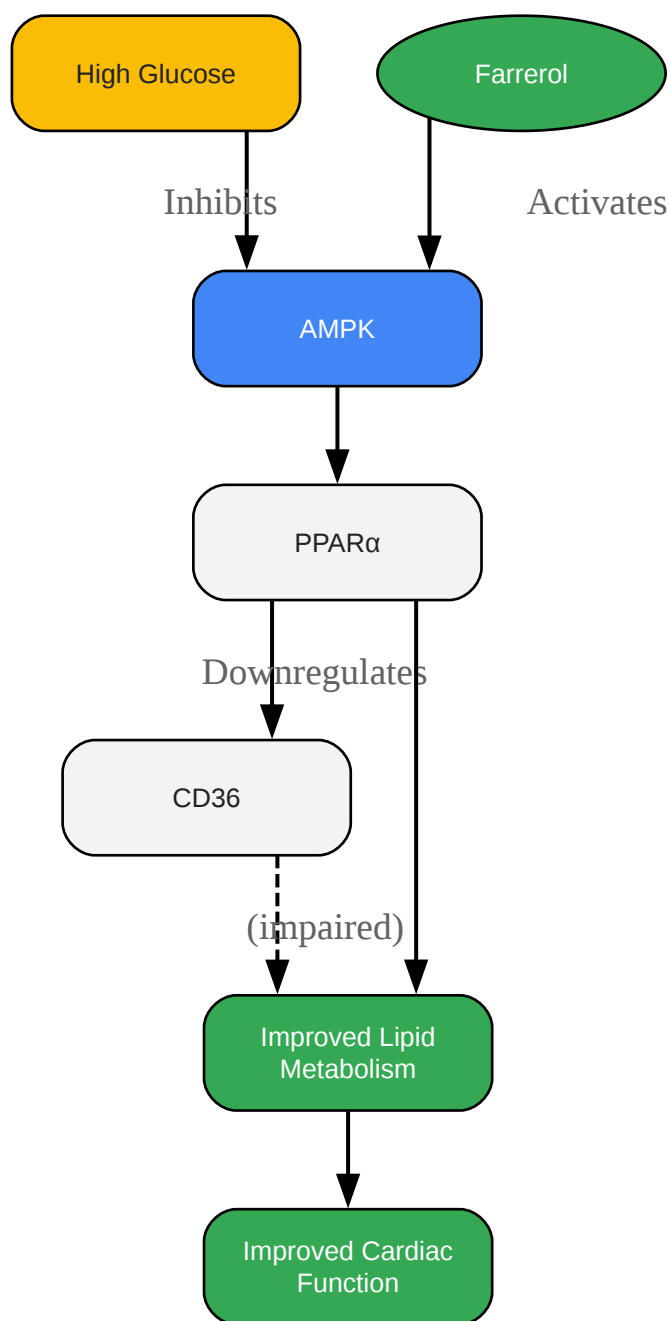 High Glucose
Farrerol
Inhibits
Activates
AMPK
PPARα
Downregulates
CD36
(impaired)
Improved Lipid
Metabolism
Improved Cardiac
Function